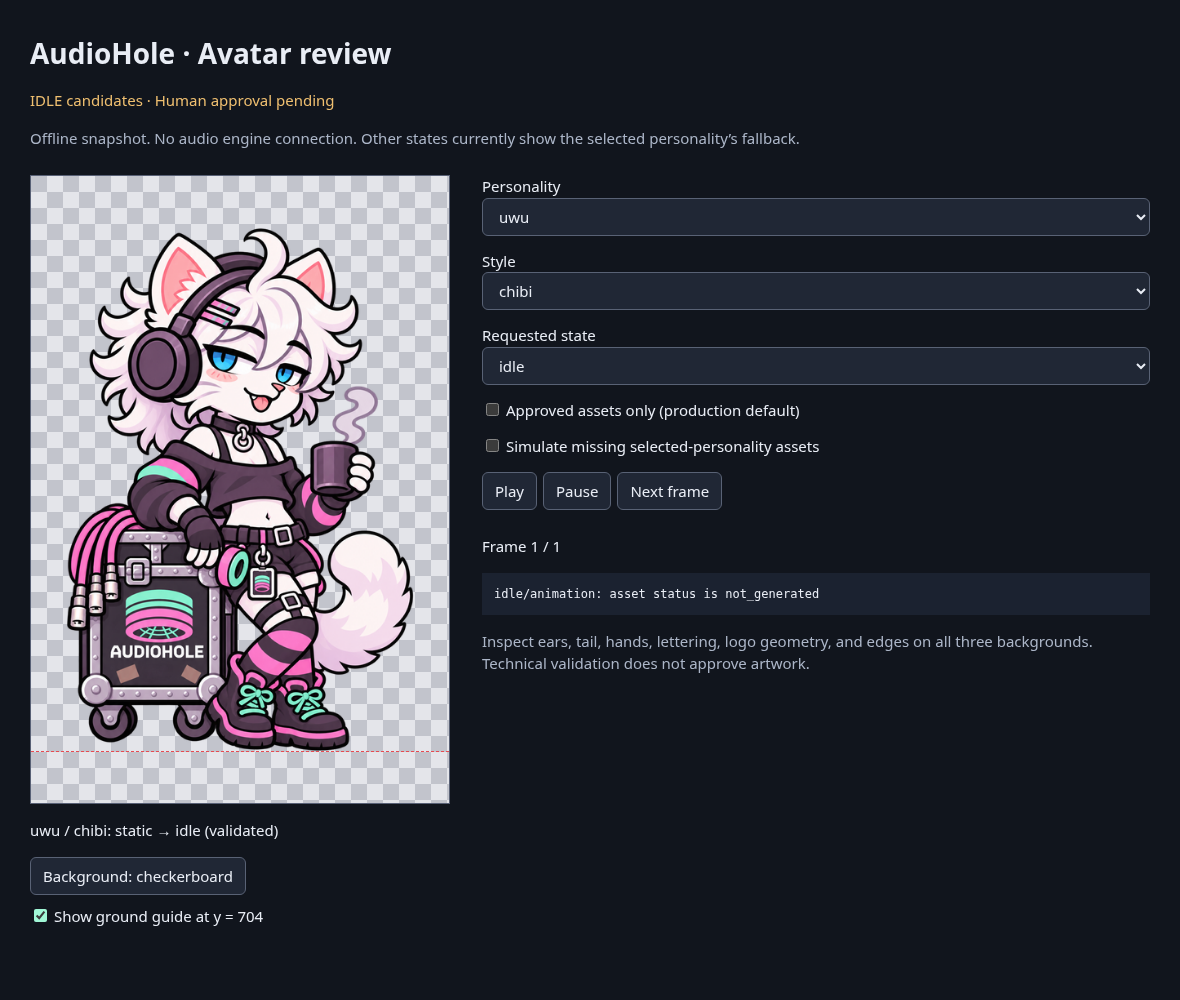 AudioHole · Avatar review
IDLE candidates · Human approval pending
Offline snapshot. No audio engine connection. Other states currently show the selected personality’s fallback.
AUDIOHOLE
uwu / chibi: static → idle (validated)
Background: checkerboard
Show ground guide at y = 704
Personality
uwu
Style
chibi
Requested state
idle
Approved assets only (production default)
Simulate missing selected-personality assets
Play
Pause
Next frame
Frame 1 / 1
idle/animation: asset status is not_generated
Inspect ears, tail, hands, lettering, logo geometry, and edges on all three backgrounds.
Technical validation does not approve artwork.